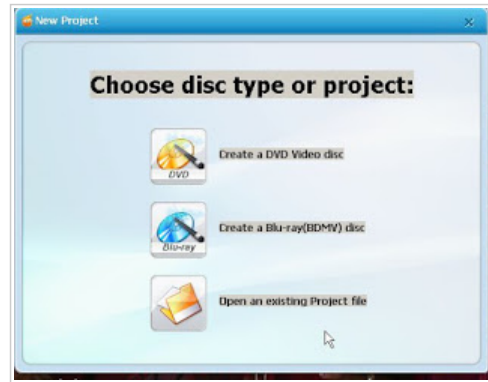 New Project
Choose disc type or project:
DVD
Create a DVD Video disc
Blu-ray
Create a Blu-ray(BDMV) disc
Open an existing Project file